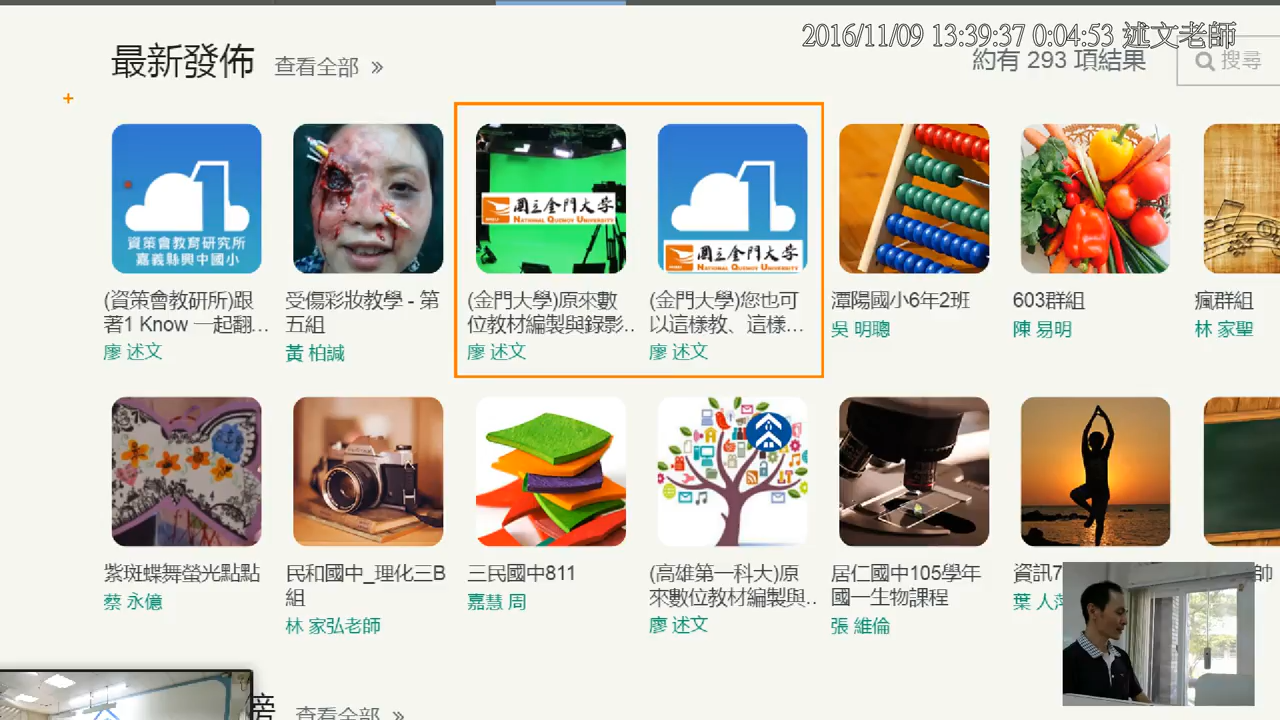 2016/11/09 13:39:37 0:04:53 述文老師
最新發佈 查看全部 »
約有 293 項結果
搜尋
資策會教育研究所
嘉義縣興中國小
國立金門大學
NATIONAL QUEMOY UNIVERSITY
國立金門大學
NATIONAL QUEMOY UNIVERSITY
(資策會教研所)跟
著1 Know 一起翻...
廖 述文
受傷彩妝教學 - 第
五組
黃 柏諴
(金門大學)原來數
位教材編製與錄影..
廖 述文
(金門大學)您也可
以這樣教、這樣...
廖 述文
潭陽國小6年2班
吳 明聰
603群組
陳 易明
瘋群組
林 家聖
紫斑蝶舞螢光點點
蔡 永億
民和國中_理化三B
組
林 家弘老師
三民國中811
嘉慧 周
(高雄第一科大)原
來數位教材編製與..
廖 述文
居仁國中105學年
國一生物課程
張 維倫
資訊7
葉 人
師
榜 查看全部 »